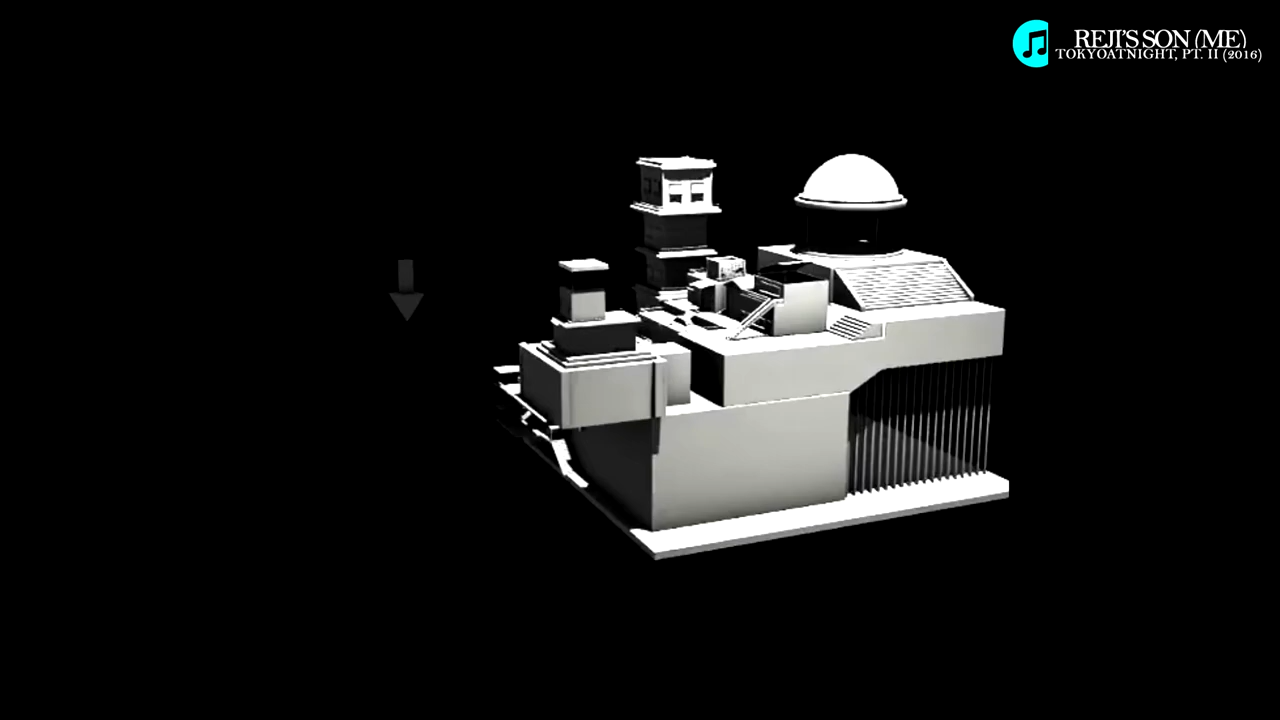 REJI'S SON (ME)
TOKYOATNIGHT, PT. II (2016)